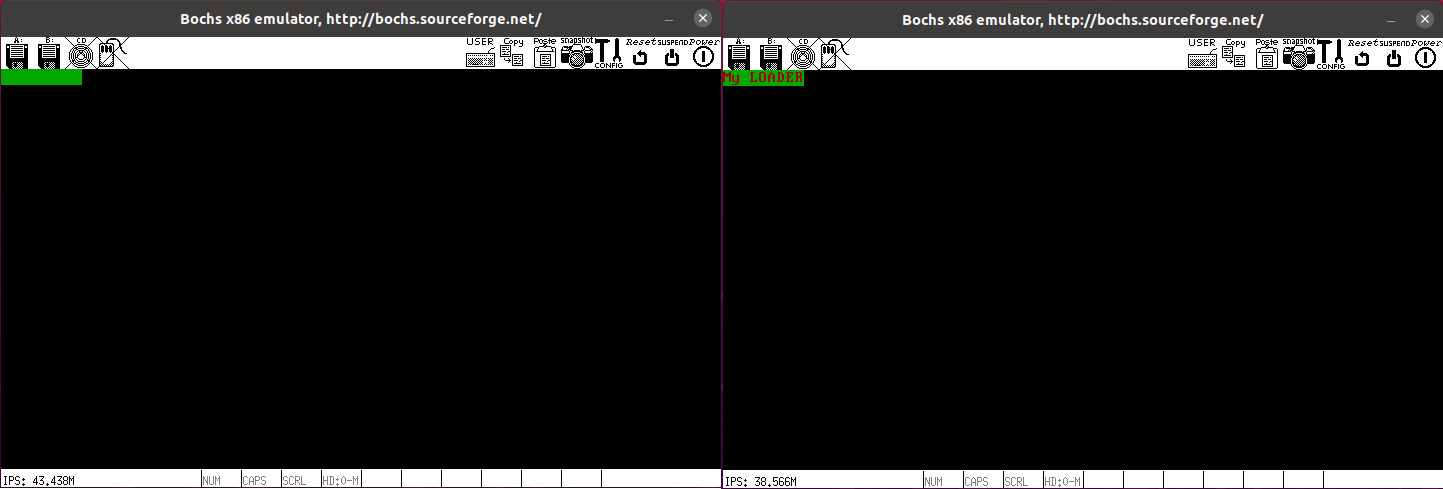 Bochs x86 emulator, http://bochs.sourceforge.net/
A: B: CD USER Copy Paste snapshot CONFIG Reset SUSPEND Power
IPS: 43.438M NUM CAPS SCRL HD:0-M
Bochs x86 emulator, http://bochs.sourceforge.net/
A: B: CD USER Copy Paste snapshot CONFIG Reset SUSPEND Power
My LOADER
IPS: 38.566M NUM CAPS SCRL HD:0-M